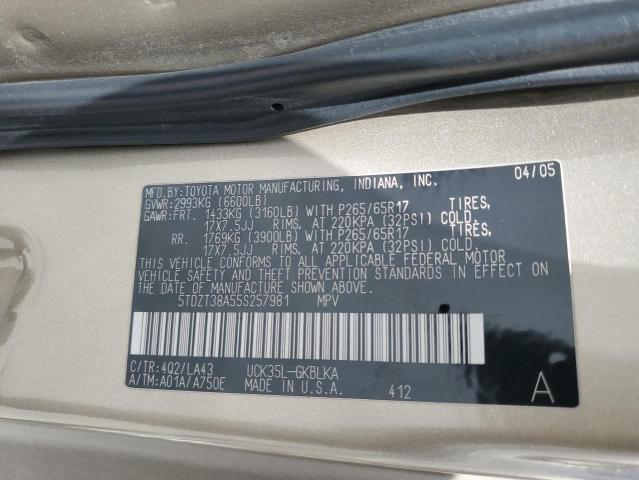 MFD.BY:TOYOTA MOTOR MANUFACTURING, INDIANA, INC. 04/05
GVWR:2993KG (6600LB)
GAWR:FRT. 1433KG (3160LB) WITH P265/65R17 TIRES,
17X7.5JJ RIMS, AT 220KPA (32PSI) COLD.
RR. 1769KG (3900LB) WITH P265/65R17 TIRES,
17X7.5JJ RIMS, AT 220KPA (32PSI) COLD.
THIS VEHICLE CONFORMS TO ALL APPLICABLE FEDERAL MOTOR
VEHICLE SAFETY AND THEFT PREVENTION STANDARDS IN EFFECT
ON THE DATE OF MANUFACTURE SHOWN ABOVE.
5TDZT38A55S257981 MPV
C/TR:4Q2/LA43 UCK35L-GKBLKA
A/TM:A01A/A750E MADE IN U.S.A. 412 A